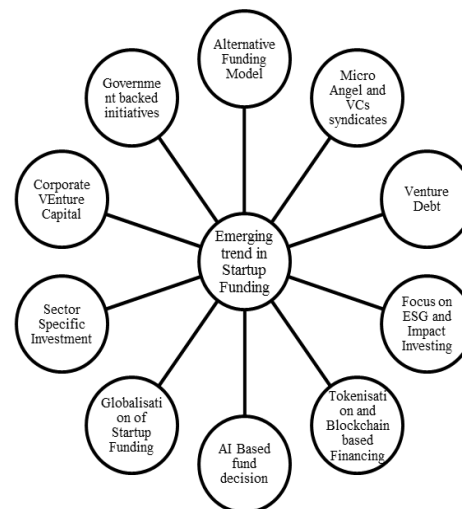 Alternative
Funding
Model
Micro
Angel and
VCs
syndicates
Venture
Debt
Focus on
ESG and
Impact
Investing
Tokenisati
on and
Blockchain
based
Financing
AI Based
fund
decision
Globalisati
on of
Startup
Funding
Sector
Specific
Investment
Corporate
VEnture
Capital
Governme
nt backed
initiatives
Emerging
trend in
Startup
Funding